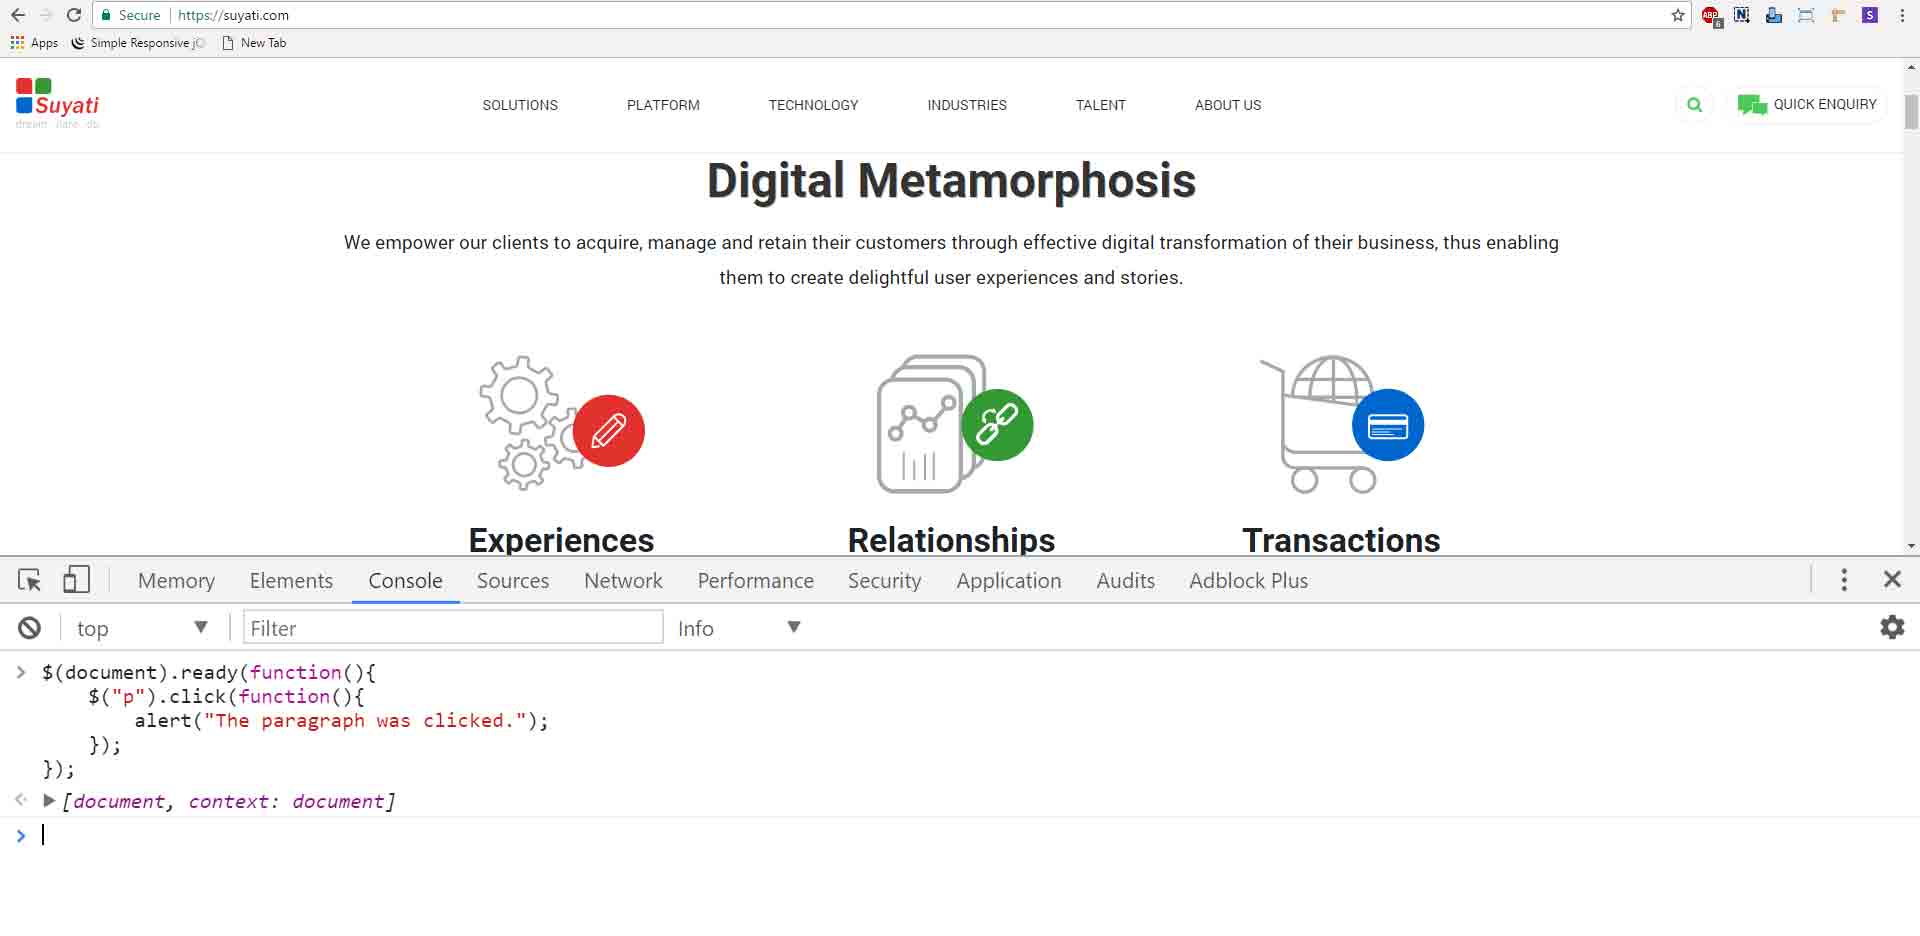 Secure https://suyati.com
ABP 6 N S
Apps Simple Responsive jQ New Tab
Suyati
dream. dare. do.
SOLUTIONS PLATFORM TECHNOLOGY INDUSTRIES TALENT ABOUT US
QUICK ENQUIRY
Digital Metamorphosis
We empower our clients to acquire, manage and retain their customers through effective digital transformation of their business, thus enabling
them to create delightful user experiences and stories.
Experiences Relationships Transactions
Memory Elements Console Sources Network Performance Security Application Audits Adblock Plus
top Filter Info
$(document).ready(function(){
$("p").click(function(){
alert("The paragraph was clicked.");
});
});
[document, context: document]